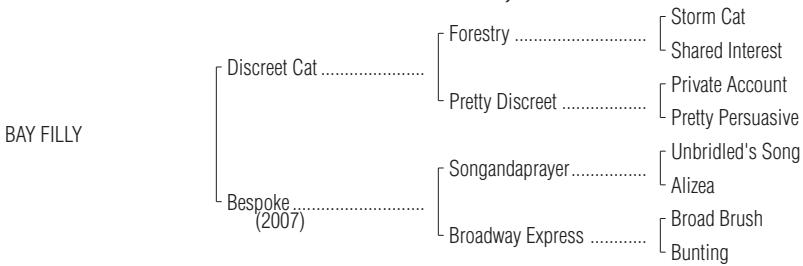 Storm Cat
Forestry ........................
Shared Interest
Discreet Cat ......................
Private Account
Pretty Discreet ..................
Pretty Persuasive
BAY FILLY
Unbridled's Song
Songandaprayer................
Alizea
Bespoke ............................
(2007)
Broad Brush
Broadway Express ............
Bunting